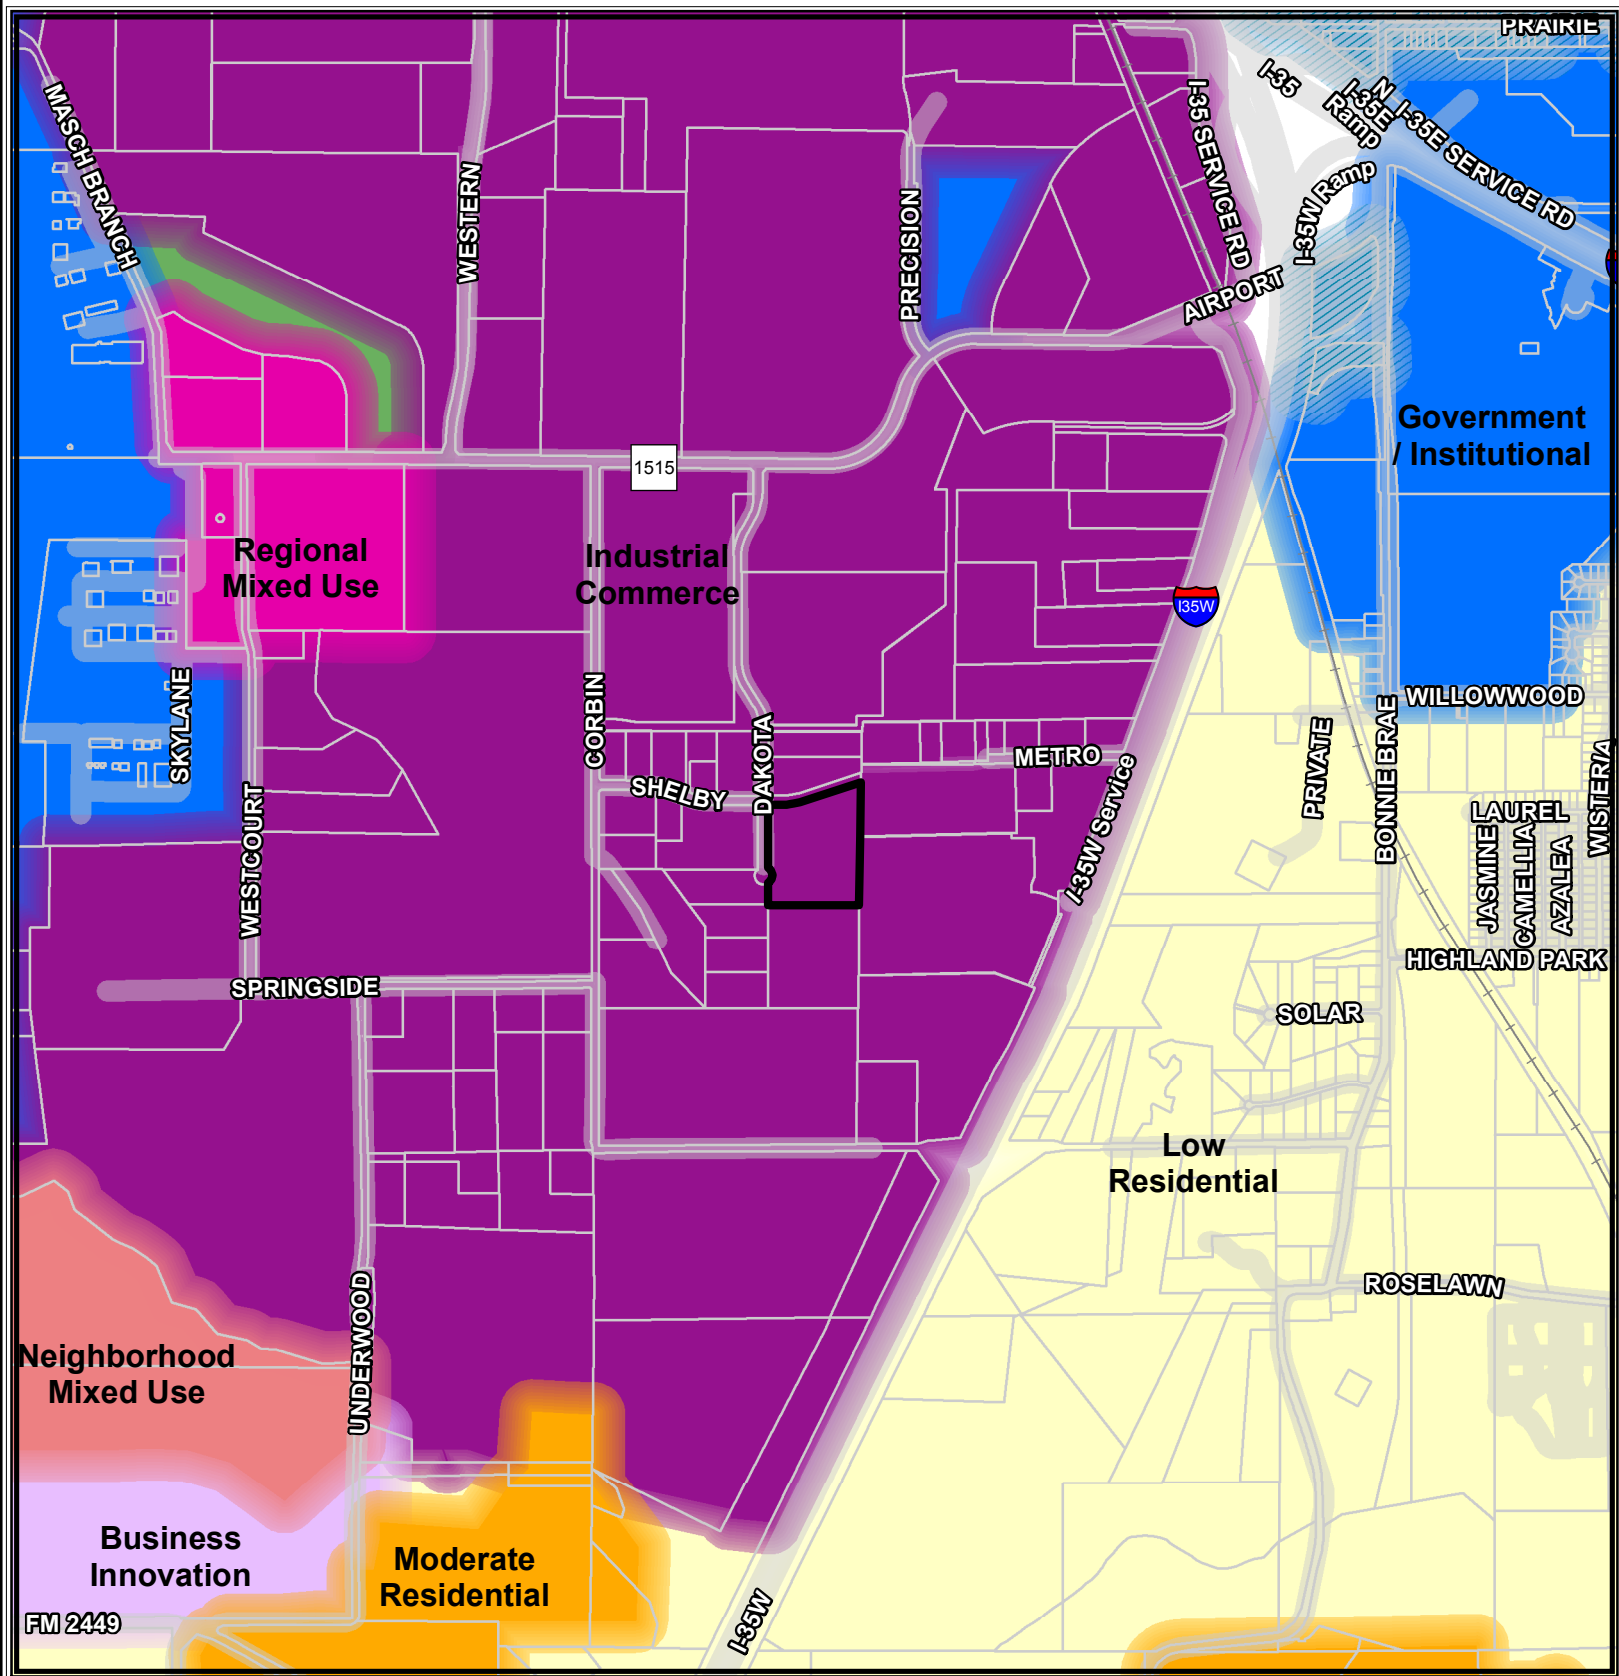 PRAIRIE
I-35
I-35E
Ramp
N I-35E SERVICE RD
I-35 SERVICE RD
I-35W Ramp
MASCH BRANCH
WESTERN
PRECISION
AIRPORT
Government
/ Institutional
1515
Regional
Mixed Use
Industrial
Commerce
I35W
SKYLANE
CORBIN
DAKOTA
METRO
SHELBY
I-35W Service
PRIVATE
BONNIE BRAE
WILLOWWOOD
WISTERIA
LAUREL
JASMINE
CAMELLIA
AZALEA
WESTCOURT
HIGHLAND PARK
SPRINGSIDE
SOLAR
Low
Residential
ROSELAWN
UNDERWOOD
Neighborhood
Mixed Use
Business
Innovation
Moderate
Residential
FM 2449
I-35W